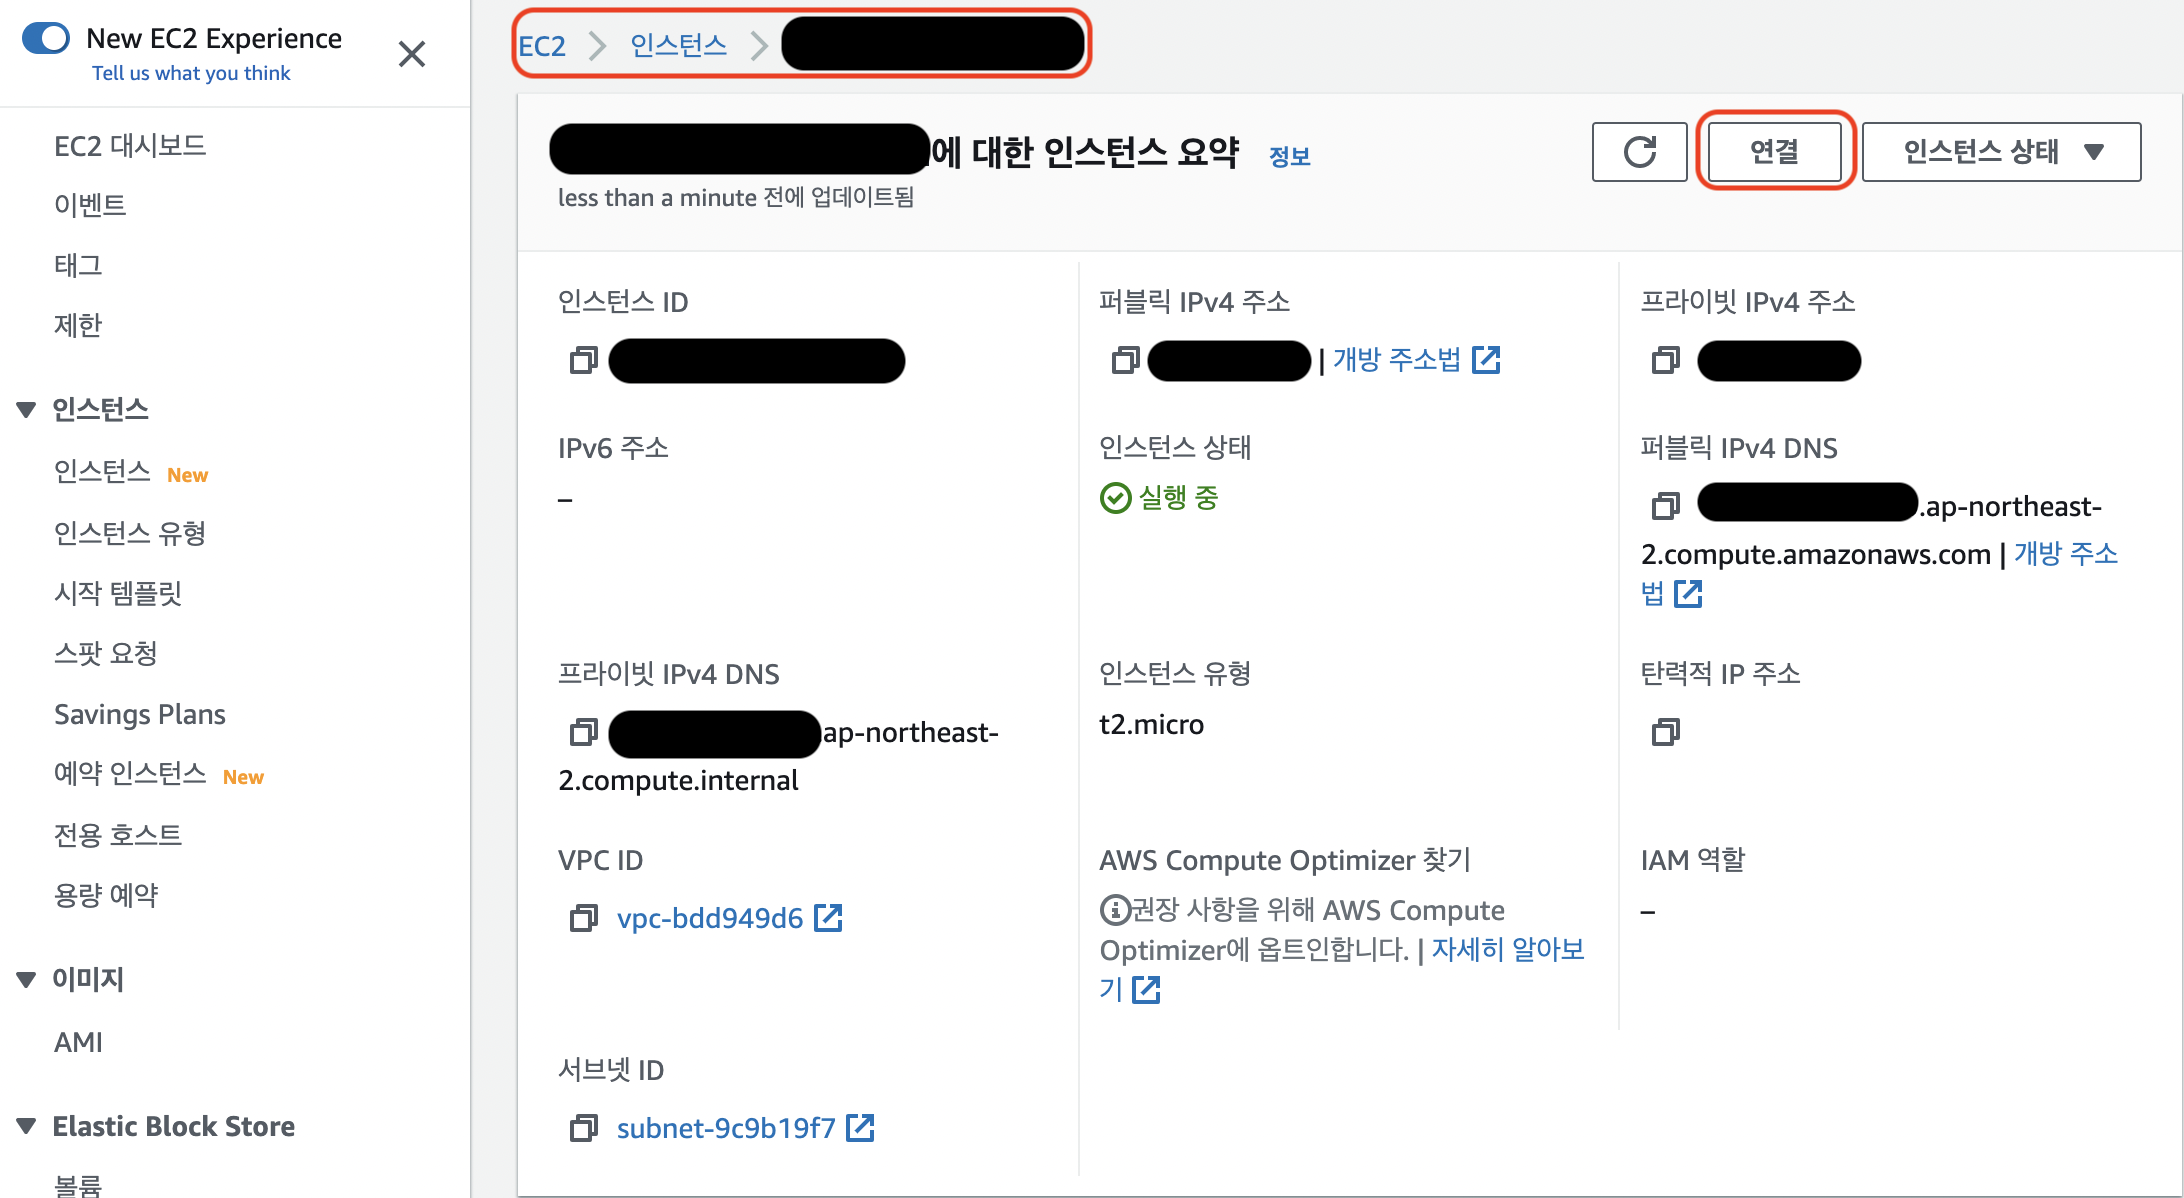 New EC2 Experience
Tell us what you think
EC2 대시보드
이벤트
태그
제한
인스턴스
인스턴스 New
인스턴스 유형
시작 템플릿
스팟 요청
Savings Plans
예약 인스턴스 New
전용 호스트
용량 예약
이미지
AMI
Elastic Block Store
볼륨
EC2 인스턴스
에 대한 인스턴스 요약 정보
less than a minute 전에 업데이트됨
연결
인스턴스 상태
인스턴스 ID
퍼블릭 IPv4 주소
| 개방 주소법
프라이빗 IPv4 주소
IPv6 주소
–
인스턴스 상태
실행 중
퍼블릭 IPv4 DNS
.ap-northeast-
2.compute.amazonaws.com | 개방 주소
법
프라이빗 IPv4 DNS
ap-northeast-
2.compute.internal
인스턴스 유형
t2.micro
탄력적 IP 주소
VPC ID
vpc-bdd949d6
AWS Compute Optimizer 찾기
권장 사항을 위해 AWS Compute
Optimizer에 옵트인합니다. | 자세히 알아보
기
IAM 역할
–
서브넷 ID
subnet-9c9b19f7